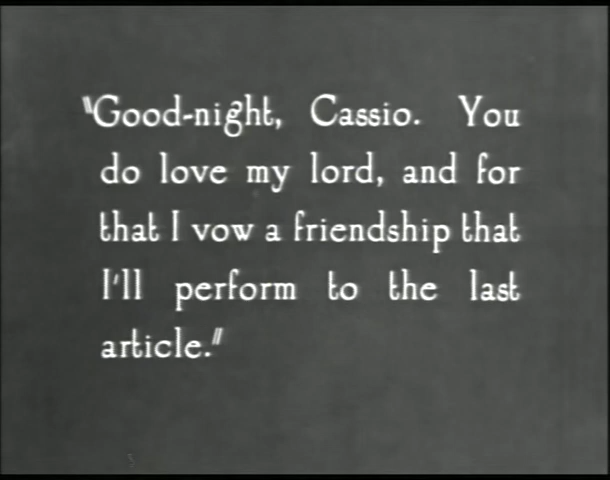 "Good-night, Cassio. You
do love my lord, and for
that I vow a friendship that
I'll perform to the last
article."